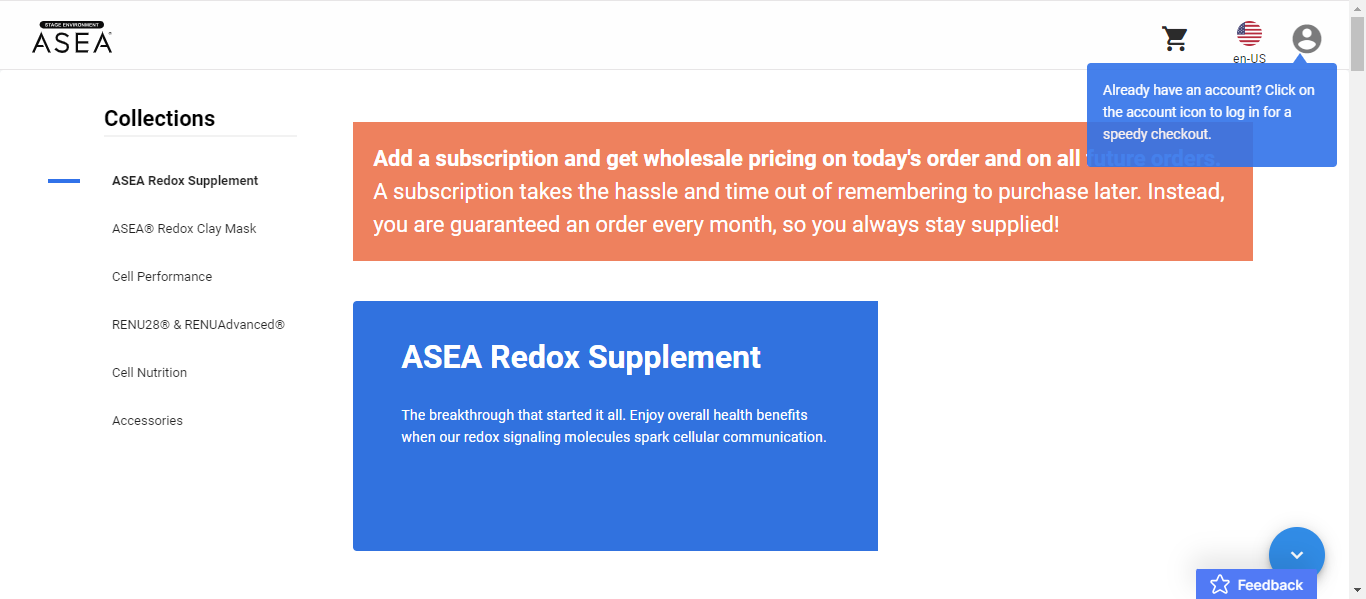 STAGE ENVIRONMENT
ASEA
en-US
Already have an account? Click on
the account icon to log in for a
speedy checkout.
Collections
ASEA Redox Supplement
ASEA® Redox Clay Mask
Cell Performance
RENU28® & RENUAdvanced®
Cell Nutrition
Accessories
Add a subscription and get wholesale pricing on today's order and on all future orders.
A subscription takes the hassle and time out of remembering to purchase later. Instead,
you are guaranteed an order every month, so you always stay supplied!
ASEA Redox Supplement
The breakthrough that started it all. Enjoy overall health benefits
when our redox signaling molecules spark cellular communication.
Feedback